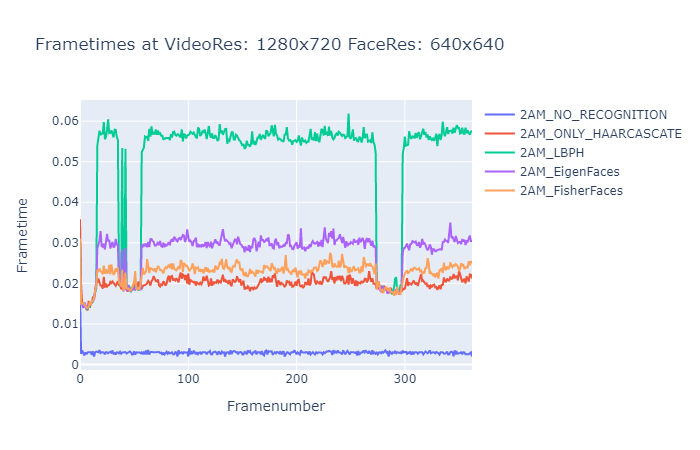 Frametimes at VideoRes: 1280x720 FaceRes: 640x640
0.06
0.05
0.04
0.03
0.02
0.01
0
Frametime
0
100
200
300
Framenumber
2AM_NO_RECOGNITION
2AM_ONLY_HAARCASCATE
2AM_LBPH
2AM_EigenFaces
2AM_FisherFaces